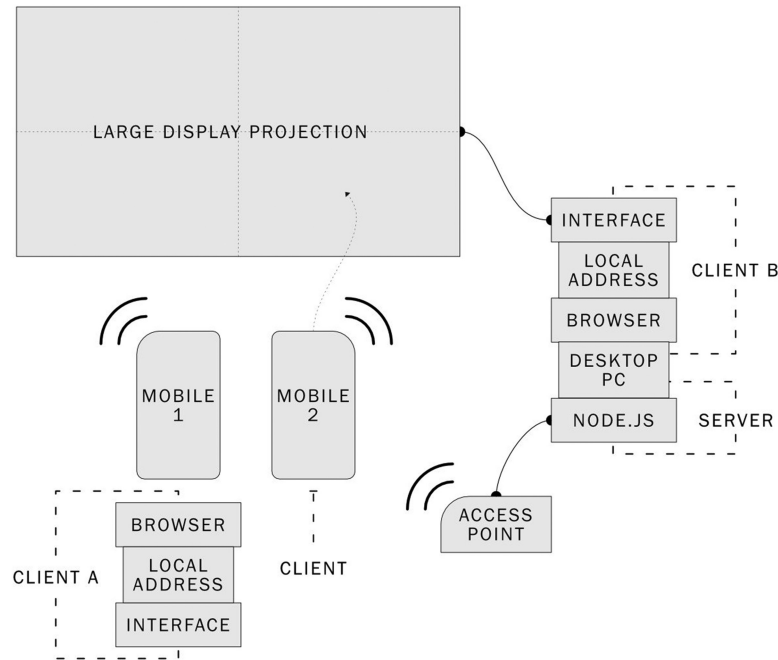 LARGE DISPLAY PROJECTION
INTERFACE
LOCAL
ADDRESS
CLIENT B
BROWSER
DESKTOP
PC
NODE.JS
SERVER
MOBILE
1
MOBILE
2
ACCESS
POINT
BROWSER
LOCAL
ADDRESS
CLIENT A
INTERFACE
CLIENT